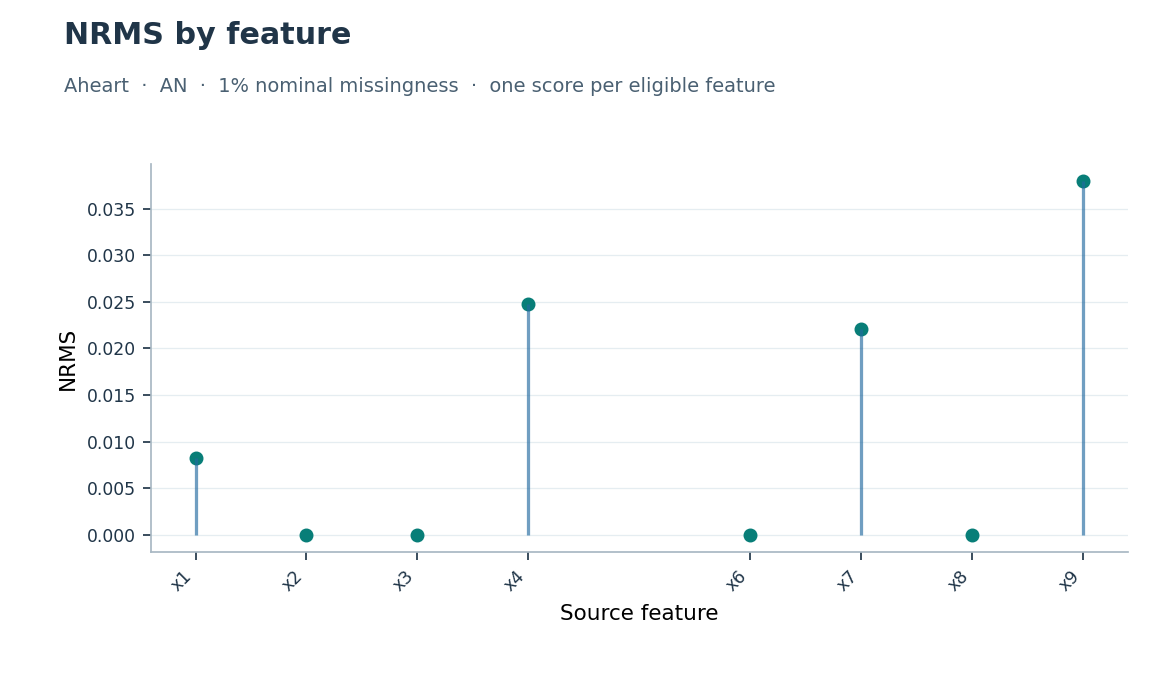 NRMS by feature
Aheart · AN · 1% nominal missingness · one score per eligible feature
NRMS
0.035
0.030
0.025
0.020
0.015
0.010
0.005
0.000
x1 x2 x3 x4 x6 x7 x8 x9
Source feature